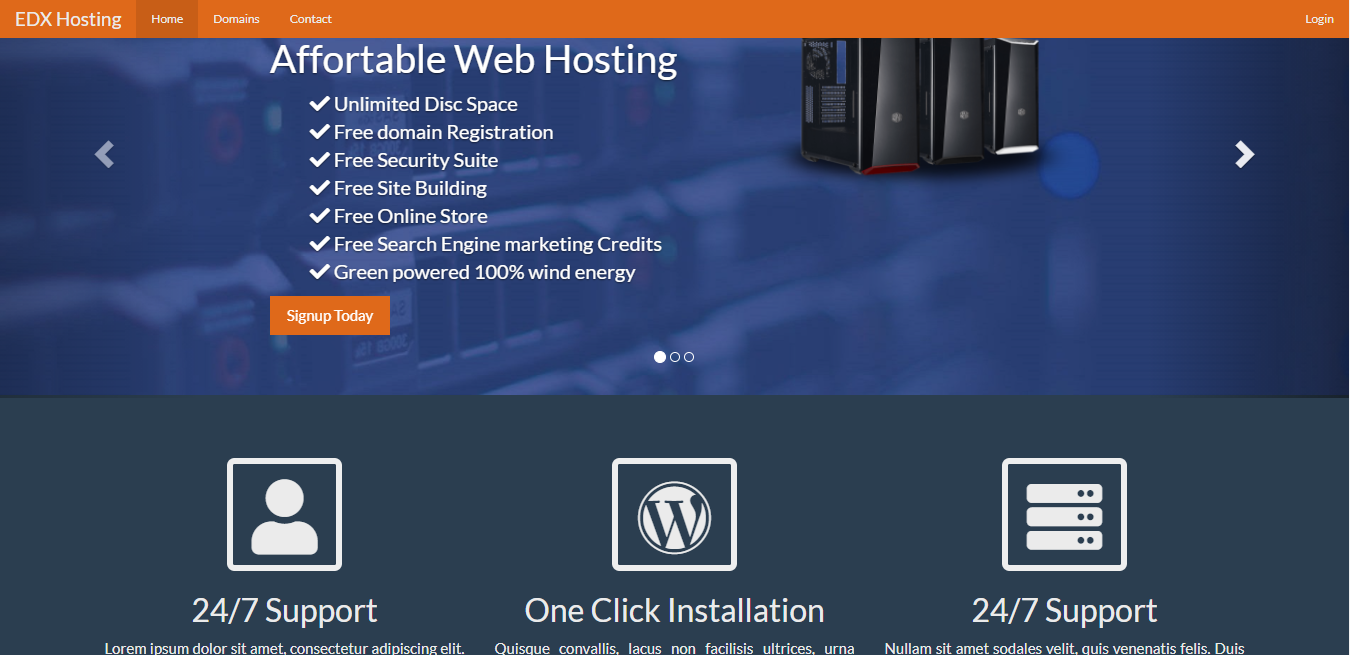 EDX Hosting
Home
Domains
Contact
Login
Affortable Web Hosting
Unlimited Disc Space
Free domain Registration
Free Security Suite
Free Site Building
Free Online Store
Free Search Engine marketing Credits
Green powered 100% wind energy
Signup Today
24/7 Support
One Click Installation
24/7 Support
Lorem ipsum dolor sit amet, consectetur adipiscing elit.
Quisque convallis, lacus non facilisis ultrices, urna
Nullam sit amet sodales velit, quis venenatis felis. Duis